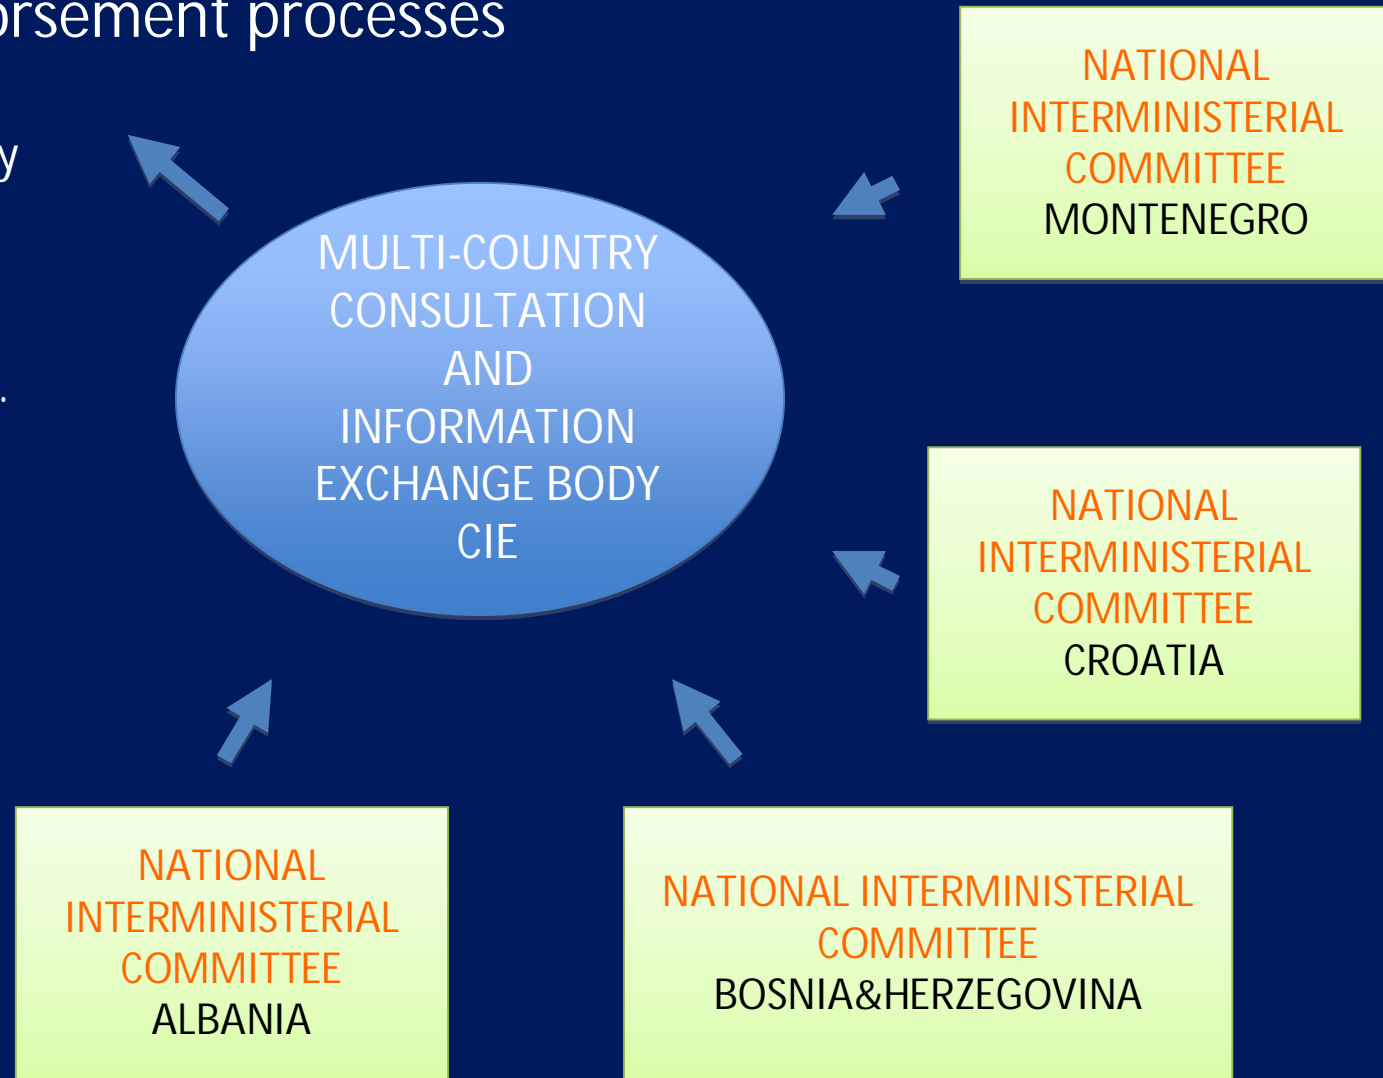 processes
NATIONAL
INTERMINISTERIAL
COMMITTEE
MONTENEGRO
MULTI-COUNTRY
CONSULTATION
AND
INFORMATION
EXCHANGE BODY
CIE
NATIONAL
INTERMINISTERIAL
COMMITTEE
CROATIA
NATIONAL
INTERMINISTERIAL
COMMITTEE
ALBANIA
NATIONAL INTERMINISTERIAL
COMMITTEE
BOSNIA&HERZEGOVINA